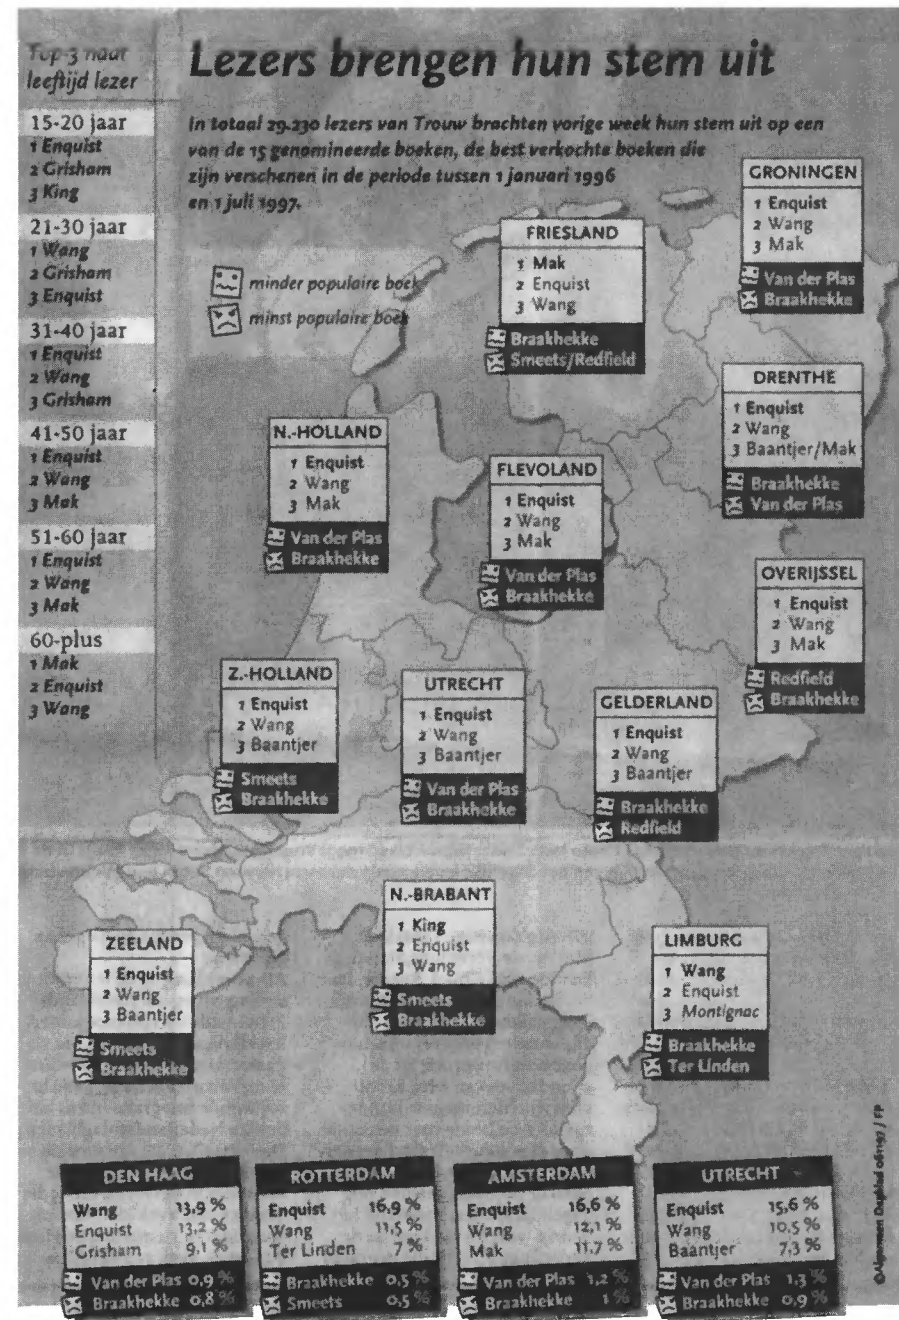 Top-3 naar
leeftijd lezer
15-20 jaar
1 Enquist
2 Grisham
3 King
21-30 jaar
1 Wang
2 Grisham
3 Enquist
31-40 jaar
1 Enquist
2 Wang
3 Grisham
41-50 jaar
1 Enquist
2 Wang
3 Mak
51-60 jaar
1 Enquist
2 Wang
3 Mak
60-plus
1 Mak
2 Enquist
3 Wang
Lezers brengen hun stem uit
In totaal 29.230 lezers van Trouw brachten vorige week hun stem uit op een
van de 15 genomineerde boeken, de best verkochte boeken die
zijn verschenen in de periode tussen 1 januari 1996
en 1 juli 1997.
minder populaire boek
minst populaire boek
GRONINGEN
1 Enquist
2 Wang
3 Mak
Van der Plas
Braakhekke
FRIESLAND
1 Mak
2 Enquist
3 Wang
Braakhekke
Smeets/Redfield
DRENTHE
1 Enquist
2 Wang
3 Baantjer/Mak
Braakhekke
Van der Plas
N.-HOLLAND
1 Enquist
2 Wang
3 Mak
Van der Plas
Braakhekke
FLEVOLAND
1 Enquist
2 Wang
3 Mak
Van der Plas
Braakhekke
OVERIJSSEL
1 Enquist
2 Wang
3 Mak
Redfield
Braakhekke
Z.-HOLLAND
1 Enquist
2 Wang
3 Baantjer
Smeets
Braakhekke
UTRECHT
1 Enquist
2 Wang
3 Baantjer
Van der Plas
Braakhekke
GELDERLAND
1 Enquist
2 Wang
3 Baantjer
Braakhekke
Redfield
ZEELAND
1 Enquist
2 Wang
3 Baantjer
Smeets
Braakhekke
N.-BRABANT
1 King
2 Enquist
3 Wang
Smeets
Braakhekke
LIMBURG
1 Wang
2 Enquist
3 Montignac
Braakhekke
Ter Linden
DEN HAAG
Wang 13,9 %
Enquist 13,2 %
Grisham 9,1 %
Van der Plas 0,9 %
Braakhekke 0,8 %
ROTTERDAM
Enquist 16,9 %
Wang 11,5 %
Ter Linden 7 %
Braakhekke 0,5 %
Smeets 0,5 %
AMSTERDAM
Enquist 16,6 %
Wang 12,1 %
Mak 11,7 %
Van der Plas 1,2 %
Braakhekke 1 %
UTRECHT
Enquist 15,6 %
Wang 10,5 %
Baantjer 7,3 %
Van der Plas 1,3 %
Braakhekke 0,9 %
©Algemeen Dagblad 061197 / FP